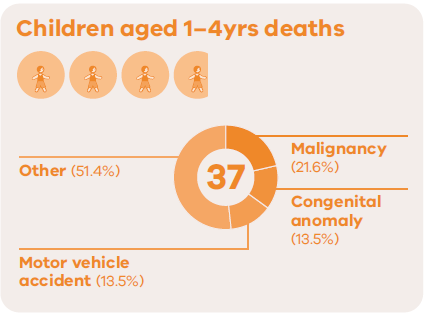 Children aged 1–4yrs deaths
37
Malignancy
(21.6%)
Other (51.4%)
Congenital
anomaly
(13.5%)
Motor vehicle
accident (13.5%)